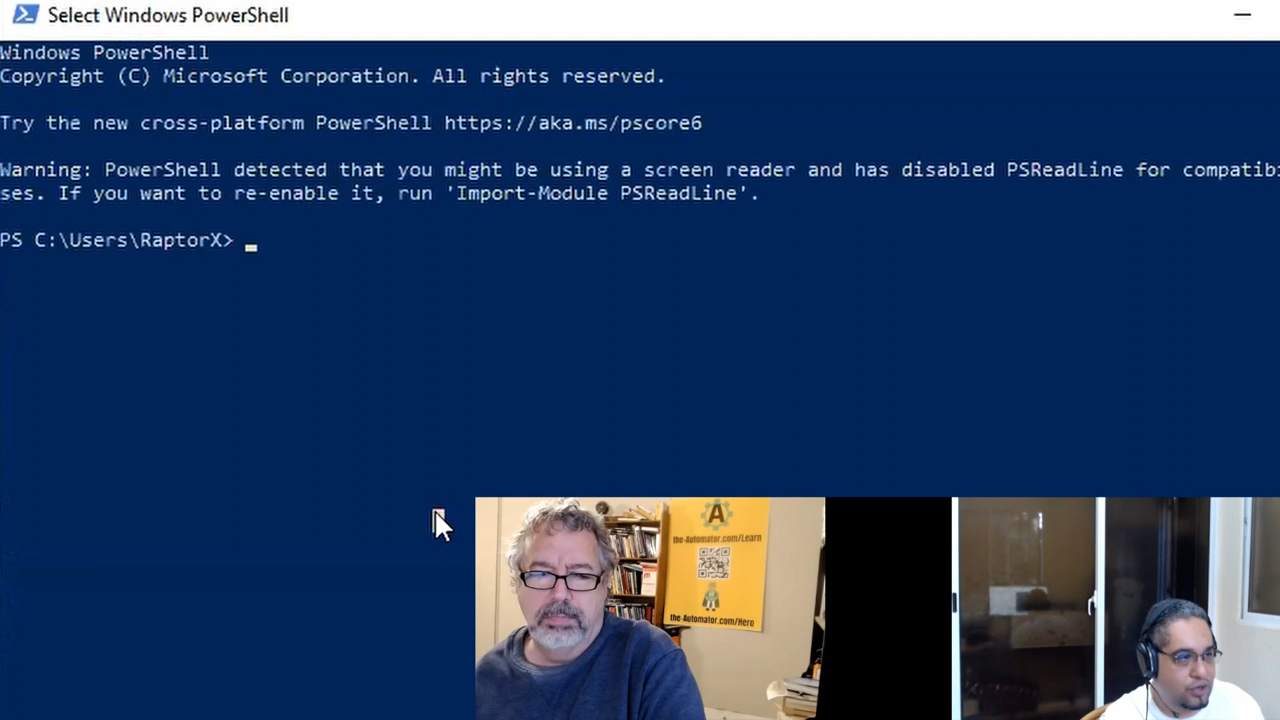 Select Windows PowerShell
Windows PowerShell
Copyright (C) Microsoft Corporation. All rights reserved.
Try the new cross-platform PowerShell https://aka.ms/pscore6
Warning: PowerShell detected that you might be using a screen reader and has disabled PSReadLine for compatibi
ses. If you want to re-enable it, run 'Import-Module PSReadLine'.
PS C:\Users\RaptorX>
A
the-Automator.com/Learn
the-Automator.com/Hero